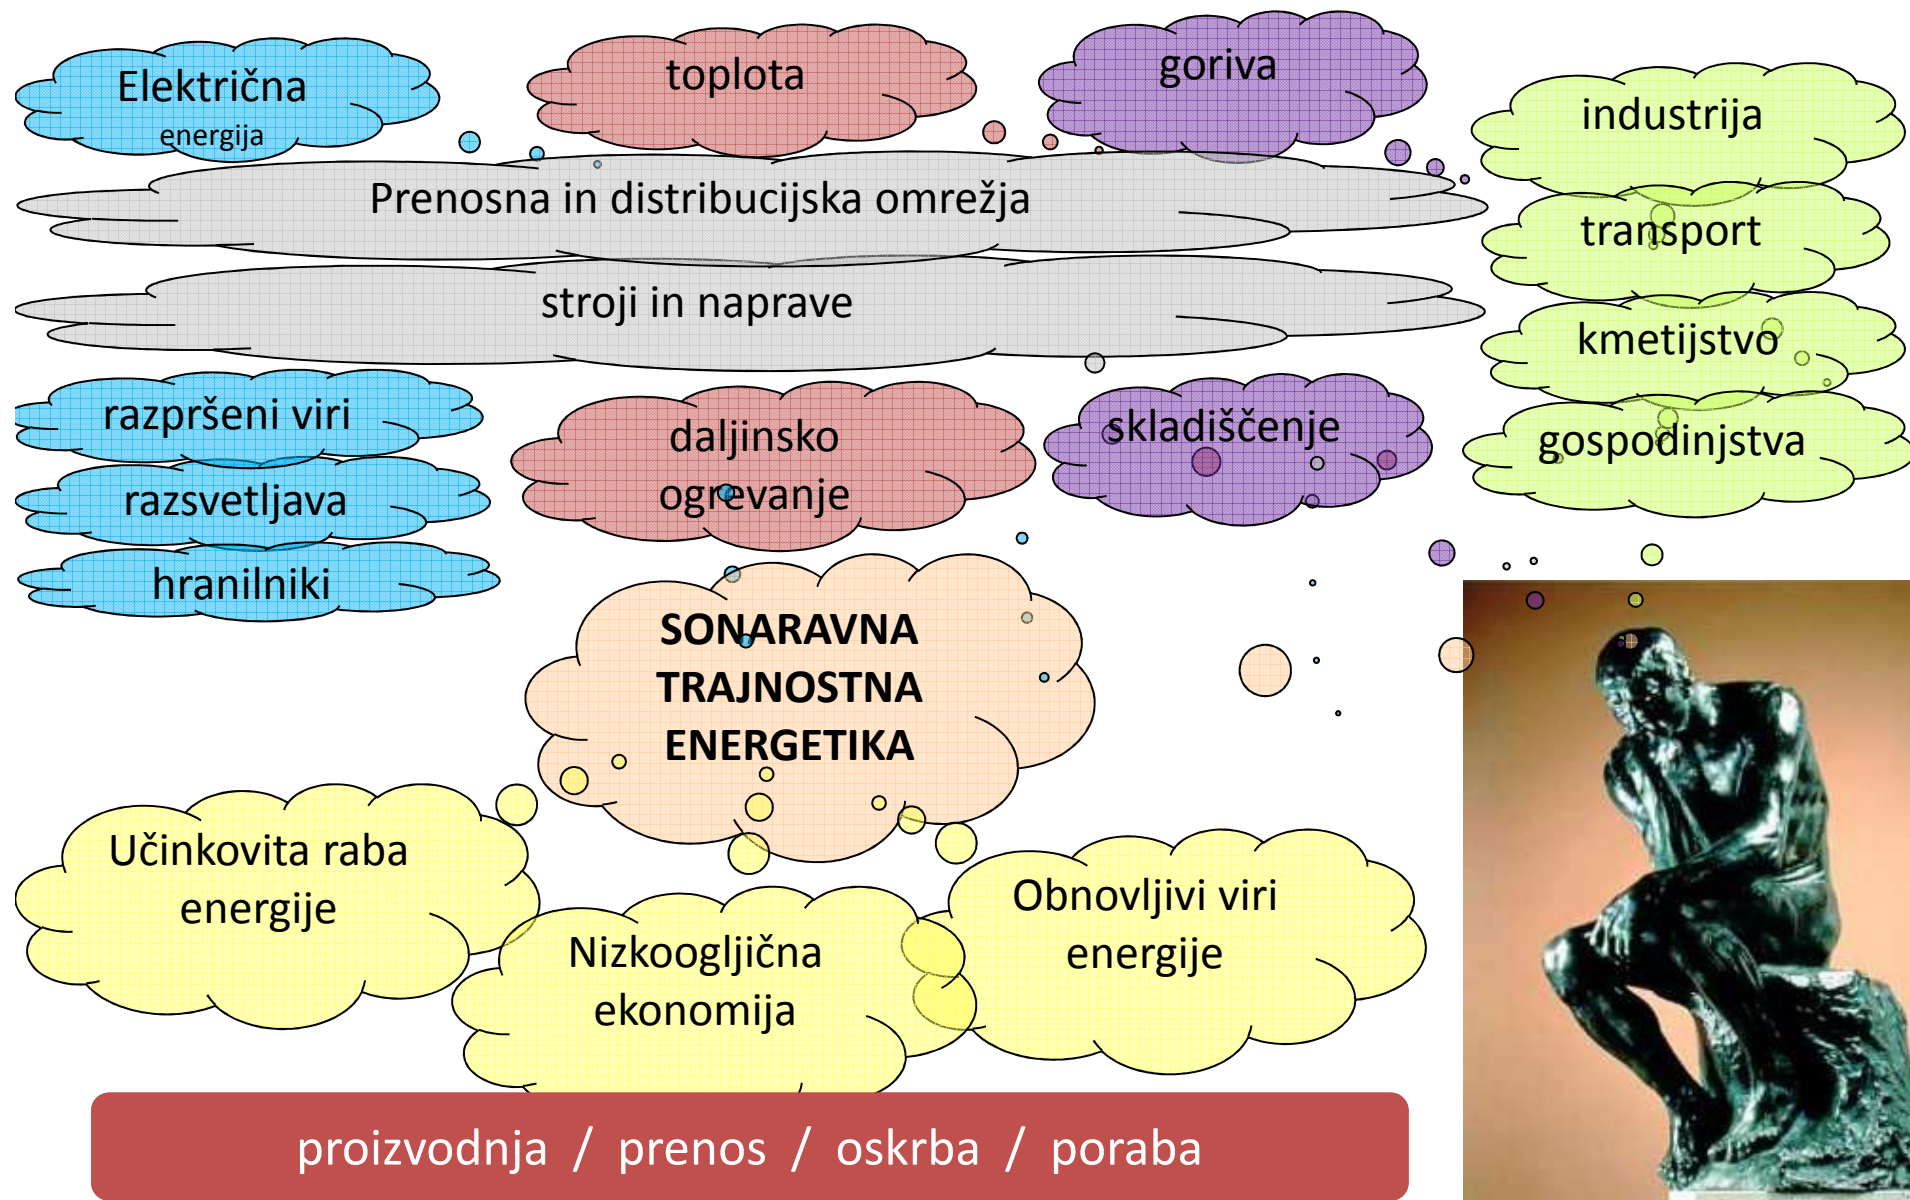 Električna
energija
toplota
goriva
industrija
Prenosna in distribucijska omrežja
transport
stroji in naprave
kmetijstvo
razpršeni viri
daljinsko
ogrevanje
skladiščenje
gospodinjstva
razsvetljava
hranilniki
SONARAVNA
TRAJNOSTNA
ENERGETIKA
Učinkovita raba
energije
Nizkoogljična
ekonomija
Obnovljivi viri
energije
proizvodnja / prenos / oskrba / poraba